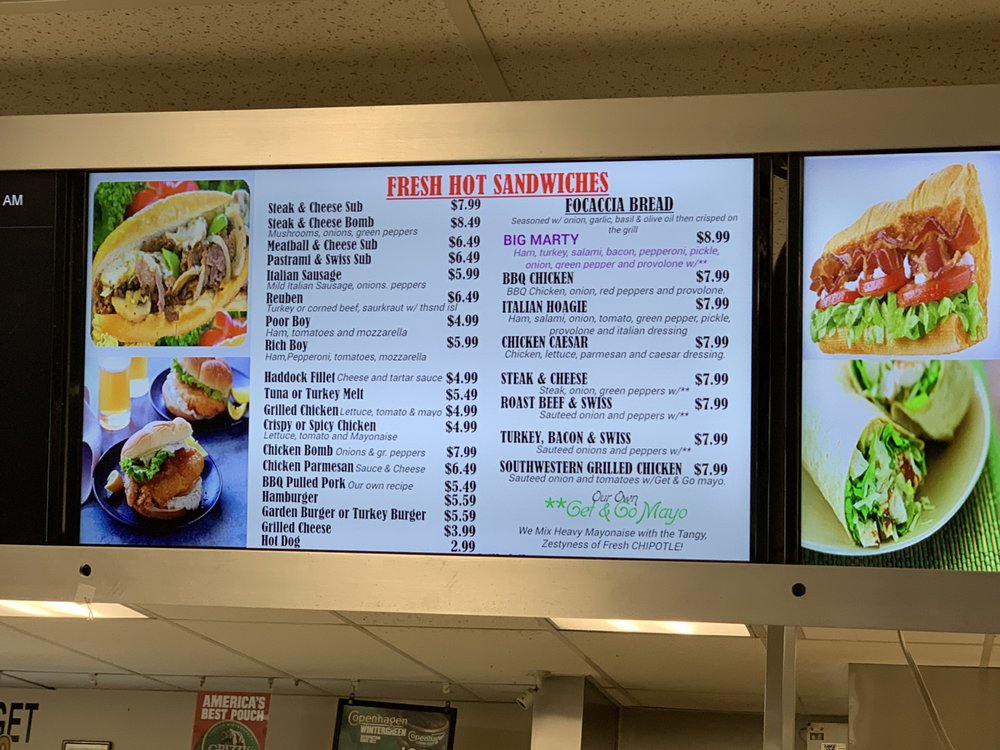 AM
FRESH HOT SANDWICHES
Steak & Cheese Sub $7.99
Steak & Cheese Bomb $8.49
Mushrooms, onions, green peppers
Meatball & Cheese Sub $6.49
Pastrami & Swiss Sub $6.49
Italian Sausage $5.99
Mild Italian Sausage, onions. peppers
Reuben $6.49
Turkey or corned beef, saurkraut w/ thsnd isl
Poor Boy $4.99
Ham, tomatoes and mozzarella
Rich Boy $5.99
Ham,Pepperoni, tomatoes, mozzarella
Haddock Fillet Cheese and tartar sauce $4.99
Tuna or Turkey Melt $5.49
Grilled Chicken Lettuce, tomato & mayo $4.99
Crispy or Spicy Chicken $4.99
Lettuce, tomato and Mayonaise
Chicken Bomb Onions & gr. peppers $7.99
Chicken Parmesan Sauce & Cheese $6.49
BBQ Pulled Pork Our own recipe $5.49
Hamburger $5.59
Garden Burger or Turkey Burger $5.59
Grilled Cheese $3.99
Hot Dog 2.99
FOCACCIA BREAD
Seasoned w/ onion, garlic, basil & olive oil then crisped on
the grill
BIG MARTY $8.99
Ham, turkey, salami, bacon, pepperoni, pickle,
onion, green pepper and provolone w/**
BBQ CHICKEN $7.99
BBQ Chicken, onion, red peppers and provolone.
ITALIAN HOAGIE $7.99
Ham, salami, onion, tomato, green pepper, pickle,
provolone and italian dressing
CHICKEN CAESAR $7.99
Chicken, lettuce, parmesan and caesar dressing.
STEAK & CHEESE $7.99
Steak, onion, green peppers w/**
ROAST BEEF & SWISS $7.99
Sauteed onion and peppers w/**
TURKEY, BACON & SWISS $7.99
Sauteed onions and peppers w/**
SOUTHWESTERN GRILLED CHICKEN $7.99
Sauteed onion and tomatoes w/Get & Go mayo.
Our Own
**Get & Go Mayo
We Mix Heavy Mayonaise with the Tangy,
Zestyness of Fresh CHIPOTLE!
GET
AMERICA'S
BEST POUCH
GRIZZLY
Copenhagen
WINTERGREEN
Copenhagen